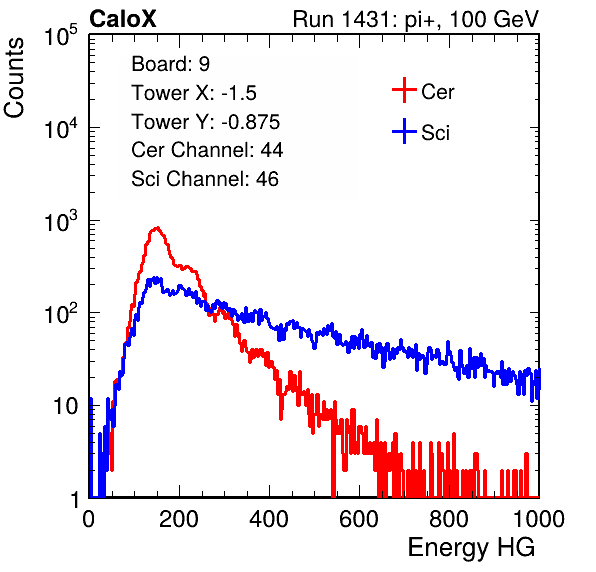 CaloX Run 1431: pi+, 100 GeV
Counts
Board: 9
Tower X: -1.5
Tower Y: -0.875
Cer Channel: 44
Sci Channel: 46
Cer
Sci
10^5
10^4
10^3
10^2
10
1
0 200 400 600 800 1000
Energy HG